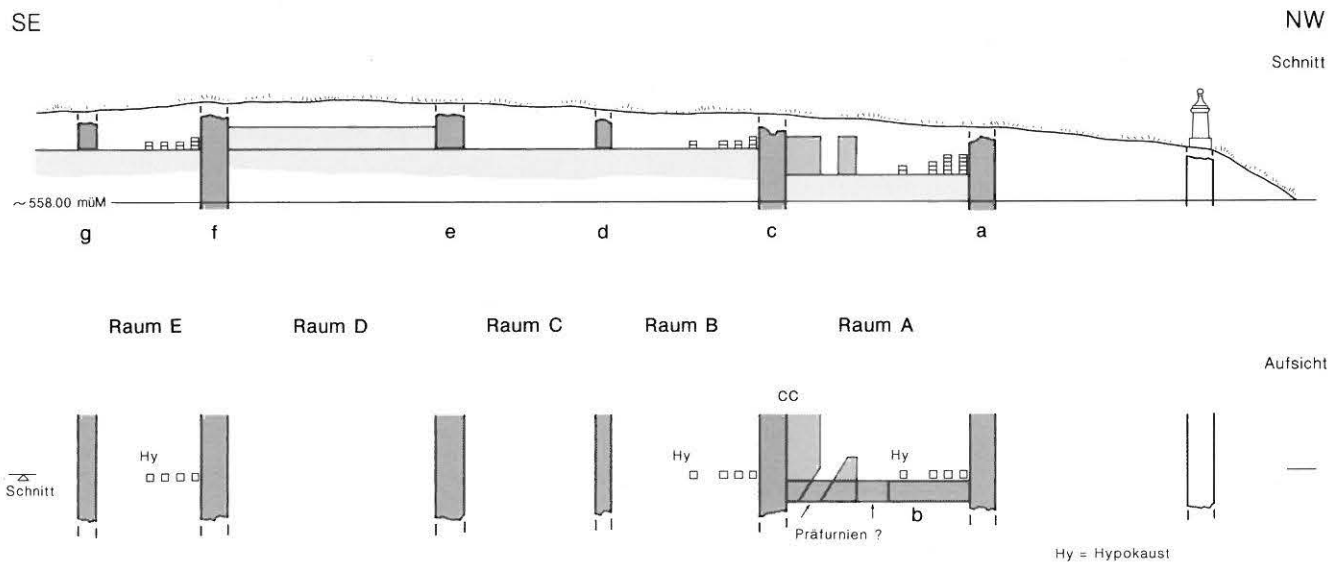 SE
NW
Schnitt
~ 558.00 müM
g
f
e
d
c
a
Raum E
Raum D
Raum C
Raum B
Raum A
Aufsicht
CC
Hy
Hy
Hy
Schnitt
b
Präfurnien ?
Hy = Hypokaust